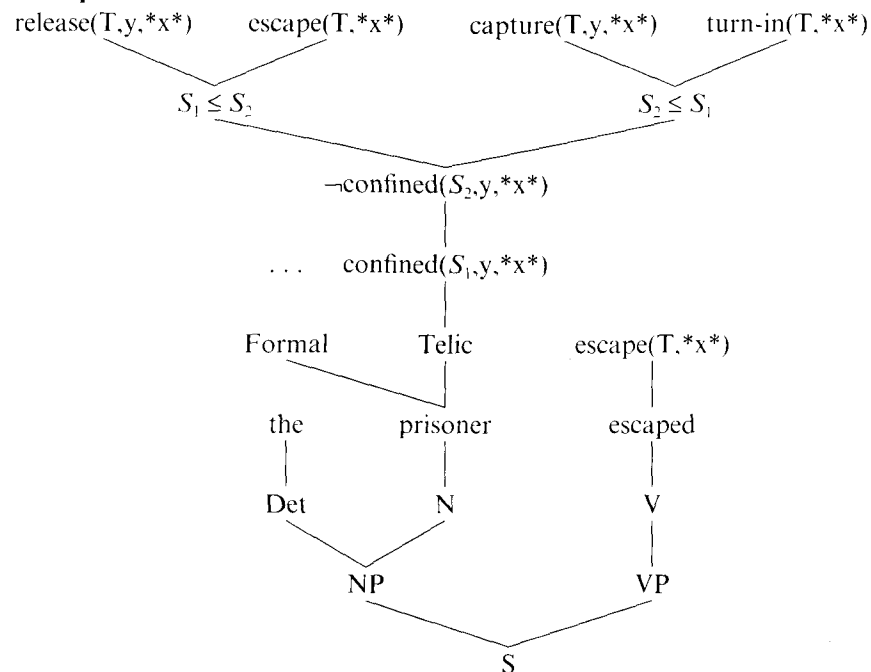 release(T,y,*x*) escape(T,*x*) capture(T,y,*x*) turn-in(T,*x*)
S₁ ≤ S₂ S₂ ≤ S₁
¬confined(S₂,y,*x*)
... confined(S₁,y,*x*)
Formal Telic escape(T,*x*)
the prisoner escaped
Det N V
NP VP
S